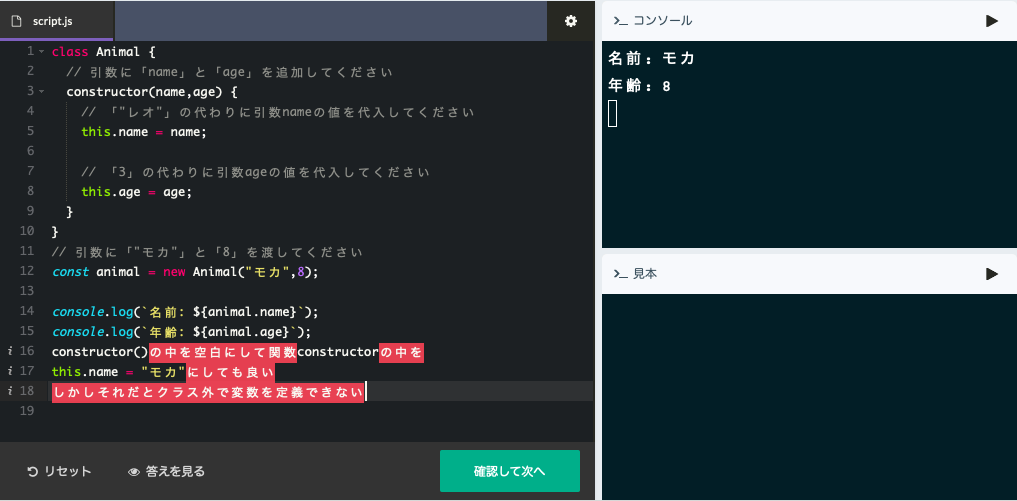 script.js
1 class Animal {
2 // 引数に「name」と「age」を追加してください
3 constructor(name,age) {
4 // 「"レオ"」の代わりに引数nameの値を代入してください
5 this.name = name;
6
7 // 「3」の代わりに引数ageの値を代入してください
8 this.age = age;
9 }
10 }
11 // 引数に「"モカ"」と「8」を渡してください
12 const animal = new Animal("モカ",8);
13
14 console.log(`名前: ${animal.name}`);
15 console.log(`年齢: ${animal.age}`);
i 16 constructor()の中を空白にして関数constructorの中を
i 17 this.name = "モカ"にしても良い
i 18 しかしそれだとクラス外で変数を定義できない
19
リセット 答えを見る 確認して次へ
>_ コンソール
名前: モカ
年齢: 8
>_ 見本